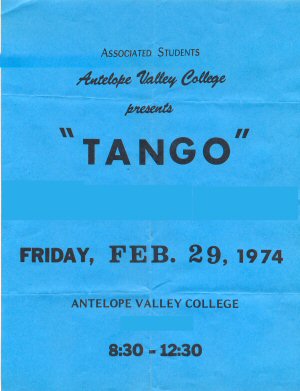 ASSOCIATED STUDENTS
Antelope Valley College
presents
"TANGO"
FRIDAY, FEB. 29, 1974
ANTELOPE VALLEY COLLEGE
8:30 - 12:30